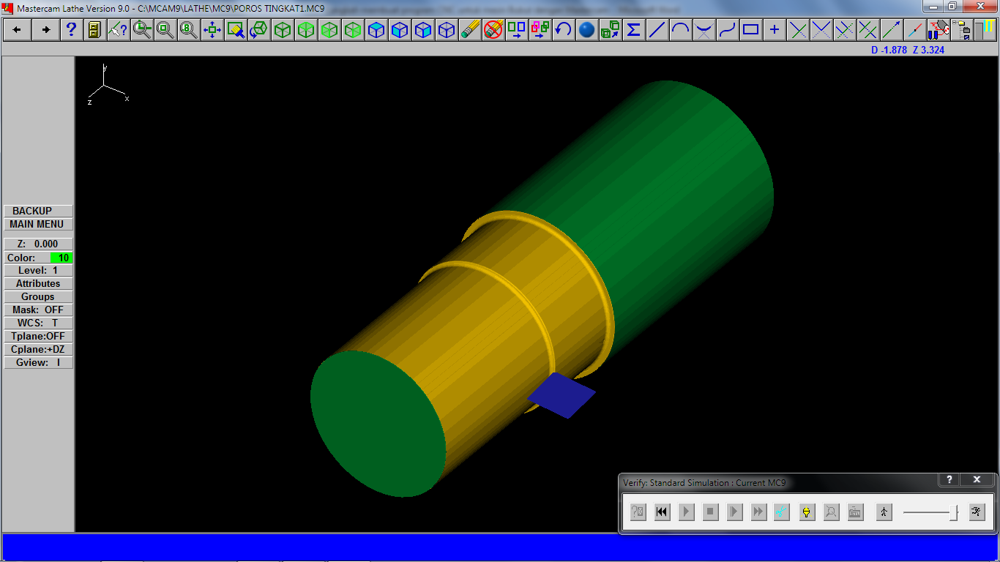 Mastercam Lathe Version 9.0 - C:\MCAM9\LATHE\MC9\POROS TINGKAT1.MC9
D -1.878 Z 3.324
y
z
x
BACKUP
MAIN MENU
Z: 0.000
Color: 10
Level: 1
Attributes
Groups
Mask: OFF
WCS: T
Tplane:OFF
Cplane:+DZ
Gview: I
Verify: Standard Simulation : Current MC9